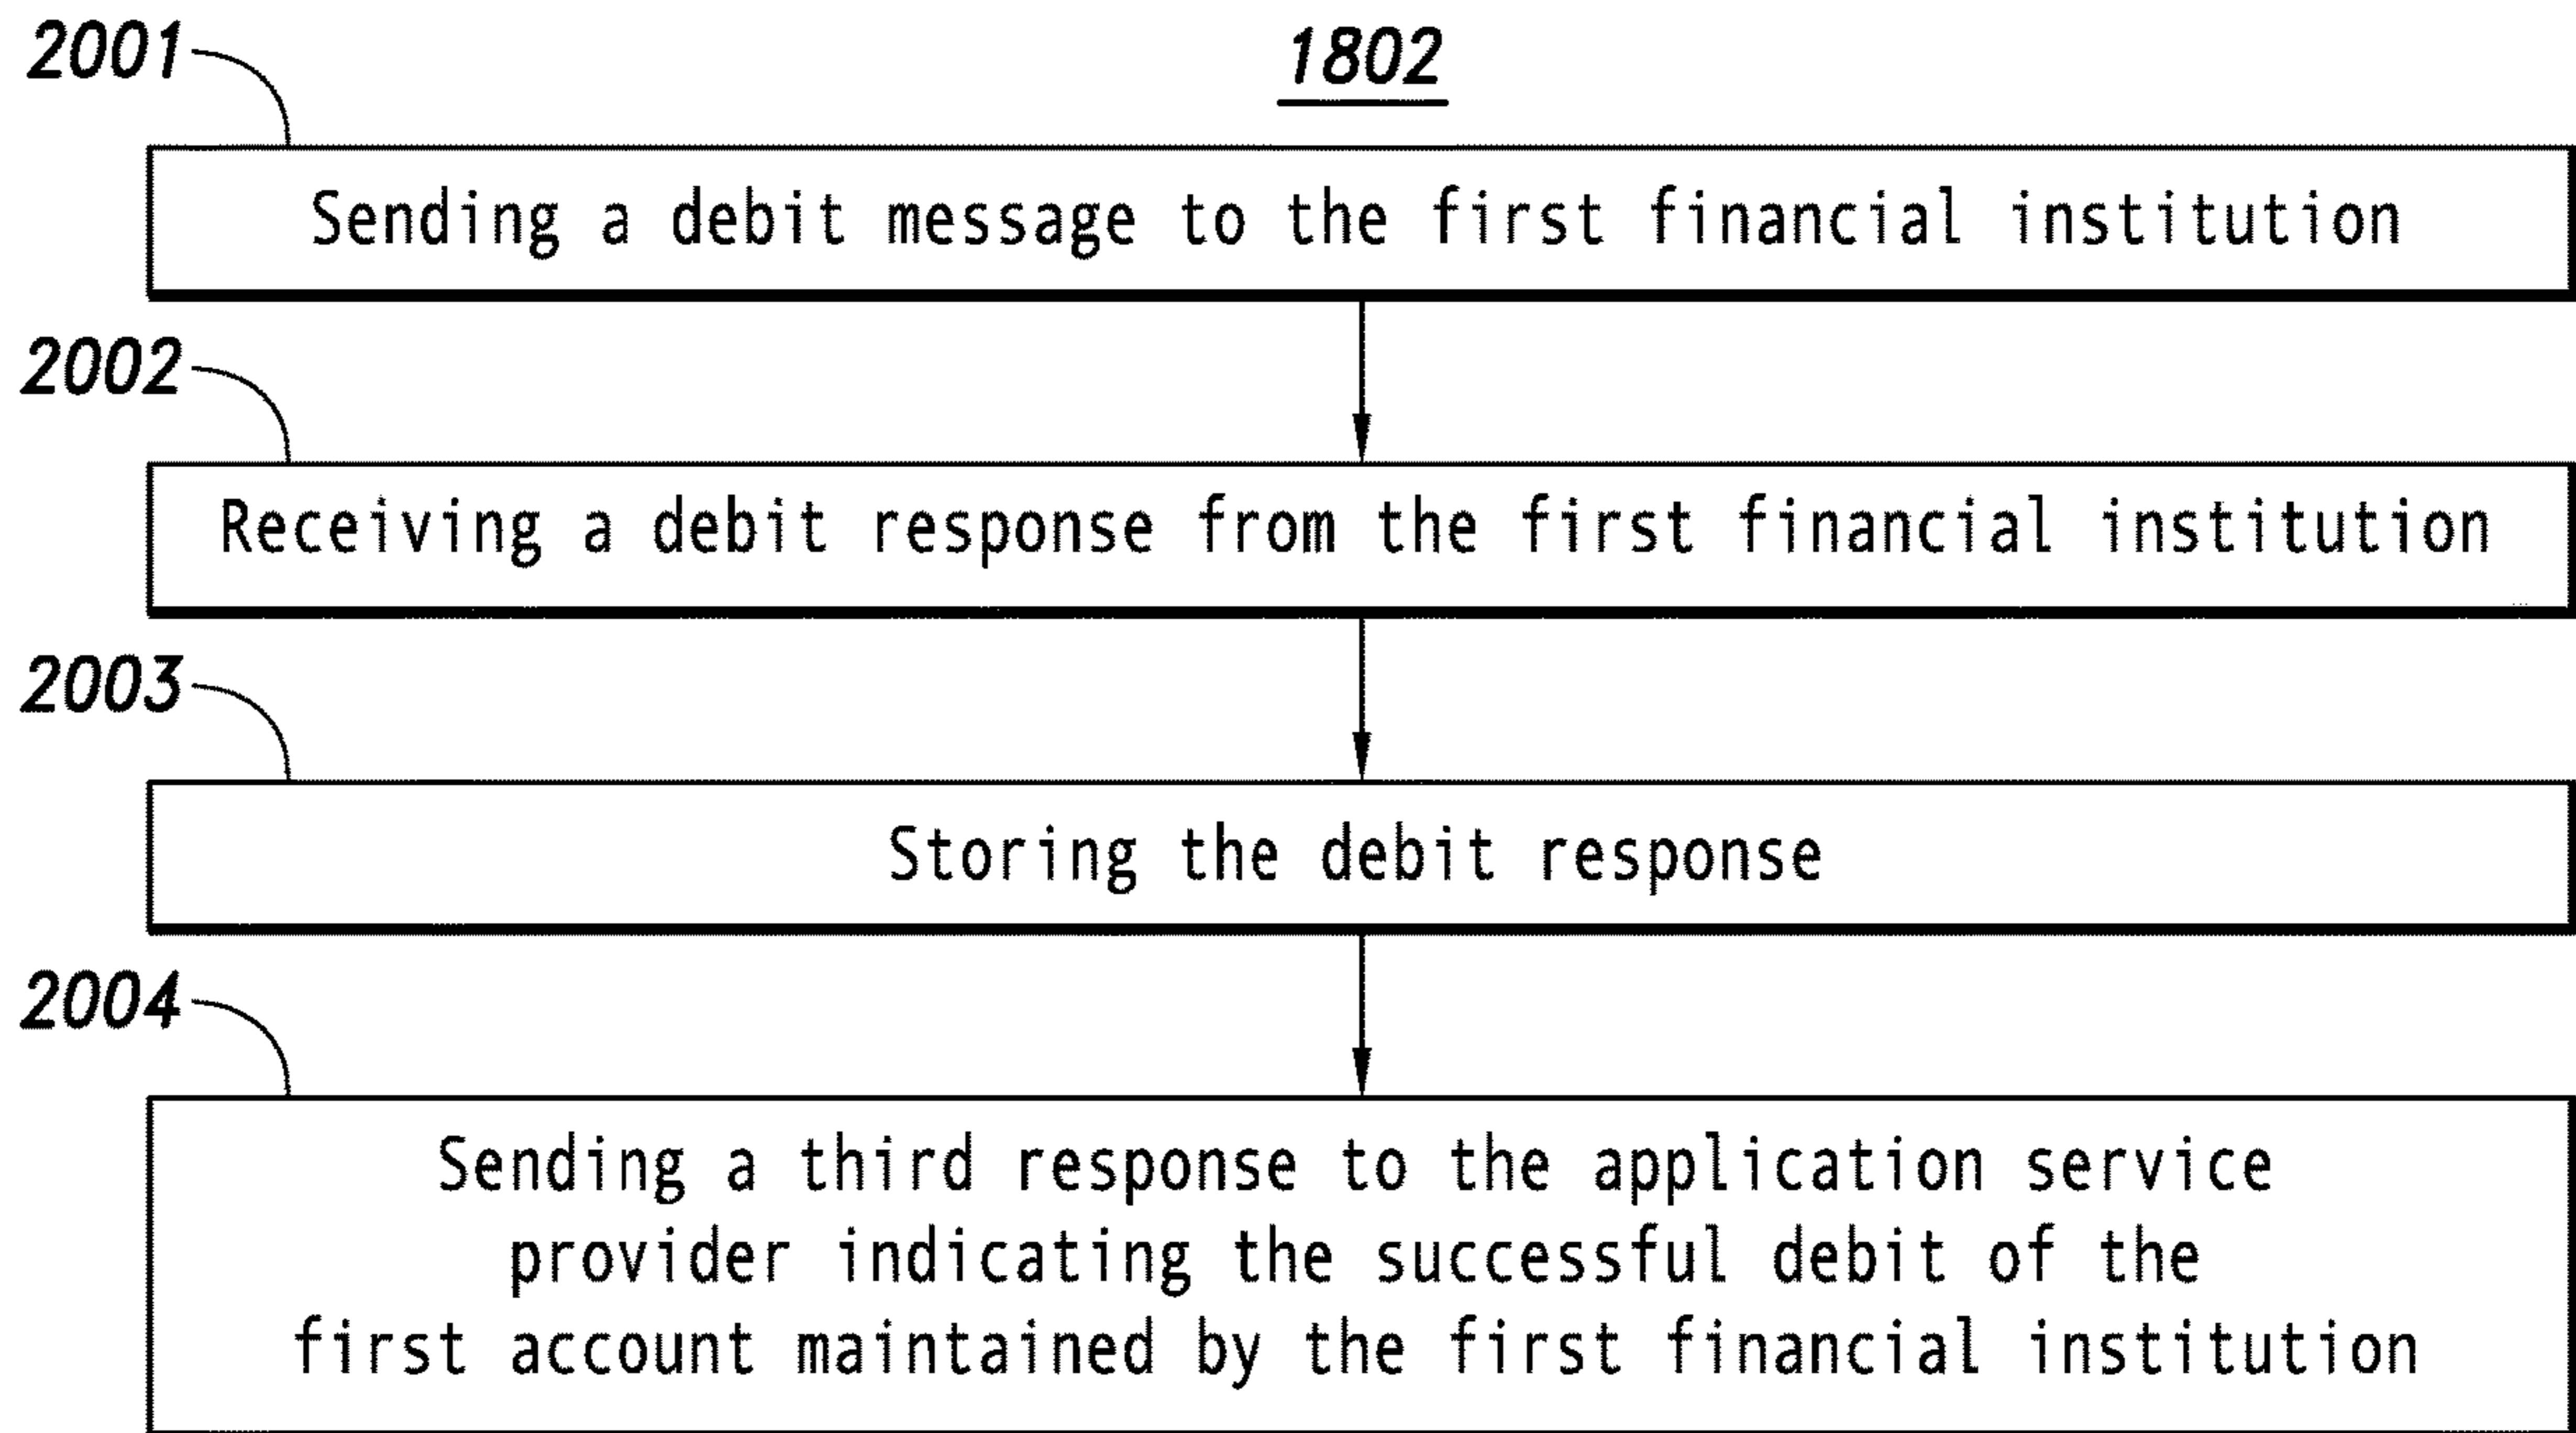 2001
1802
Sending a debit message to the first financial institution
2002
Receiving a debit response from the first financial institution
2003
Storing the debit response
2004
Sending a third response to the application service
provider indicating the successful debit of the
first account maintained by the first financial institution